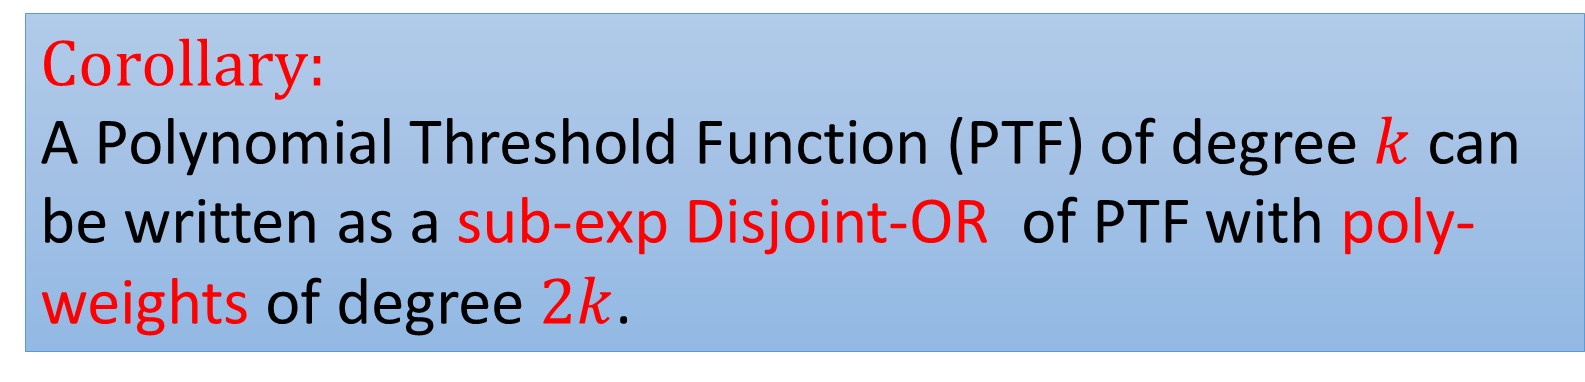 Corollary:
A Polynomial Threshold Function (PTF) of degree k can
be written as a sub-exp Disjoint-OR of PTF with poly-
weights of degree 2k.